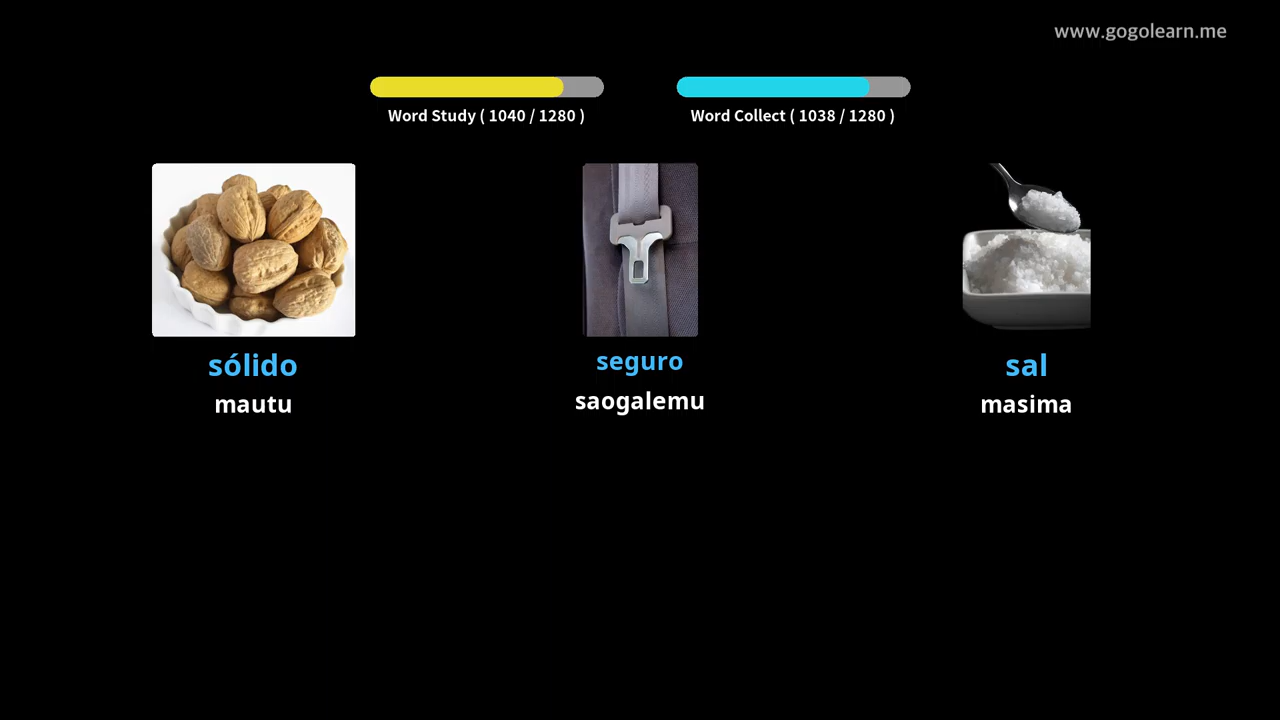 www.gogolearn.me
Word Study ( 1040 / 1280 )
Word Collect ( 1038 / 1280 )
sólido
mautu
seguro
saogalemu
sal
masima